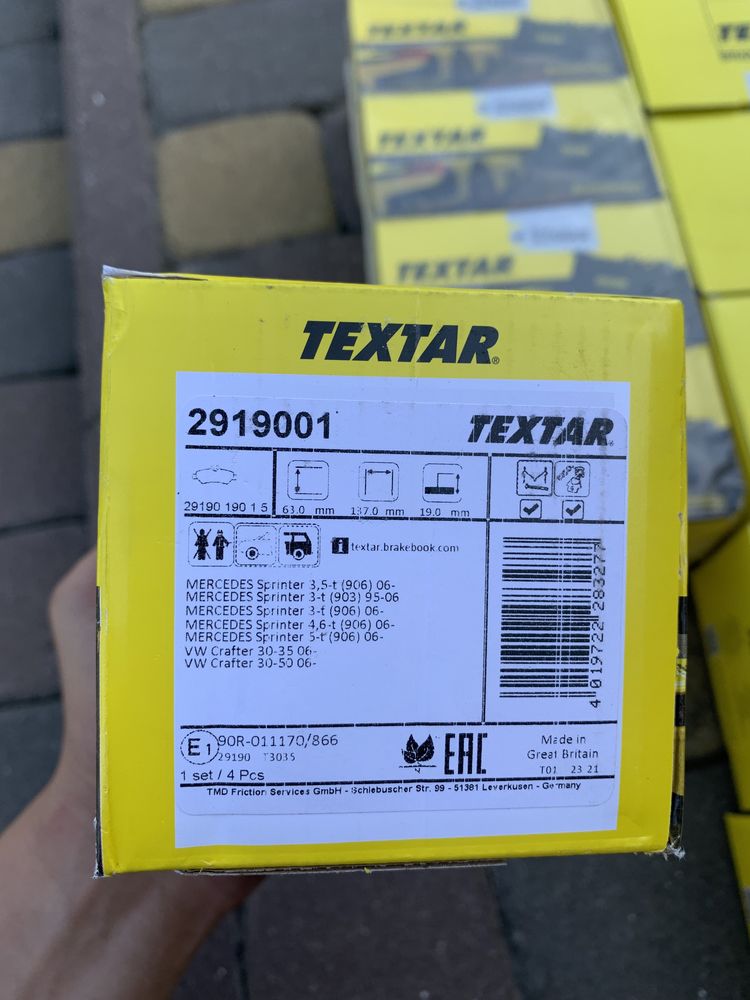 TEXTAR
TEXTAR
TEXTAR
TEXTAR®
2919001
TEXTAR
29190 190 1 5
63.0 mm
137.0 mm
19.0 mm
i textar.brakebook.com
MERCEDES Sprinter 3,5-t (906) 06-
MERCEDES Sprinter 3-t (903) 95-06
MERCEDES Sprinter 3-t (906) 06-
MERCEDES Sprinter 4,6-t (906) 06-
MERCEDES Sprinter 5-t (906) 06-
VW Crafter 30-35 06-
VW Crafter 30-50 06-
4 019722 283277
E1 90R-011170/866
29190 T3035
1 set / 4 Pcs
EAC
Made in
Great Britain
T01 23 21
TMD Friction Services GmbH - Schlebuscher Str. 99 - 51381 Leverkusen - Germany